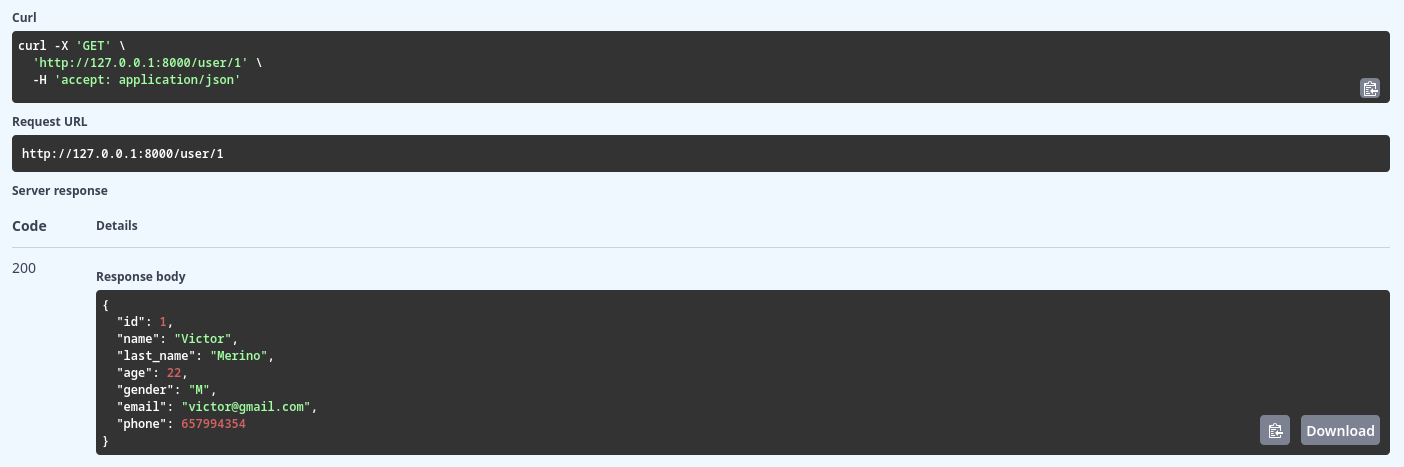 Curl
curl -X 'GET' \
  'http://127.0.0.1:8000/user/1' \
  -H 'accept: application/json'
Request URL
http://127.0.0.1:8000/user/1
Server response
Code Details
200
Response body
{
  "id": 1,
  "name": "Victor",
  "last_name": "Merino",
  "age": 22,
  "gender": "M",
  "email": "victor@gmail.com",
  "phone": 657994354
}
Download